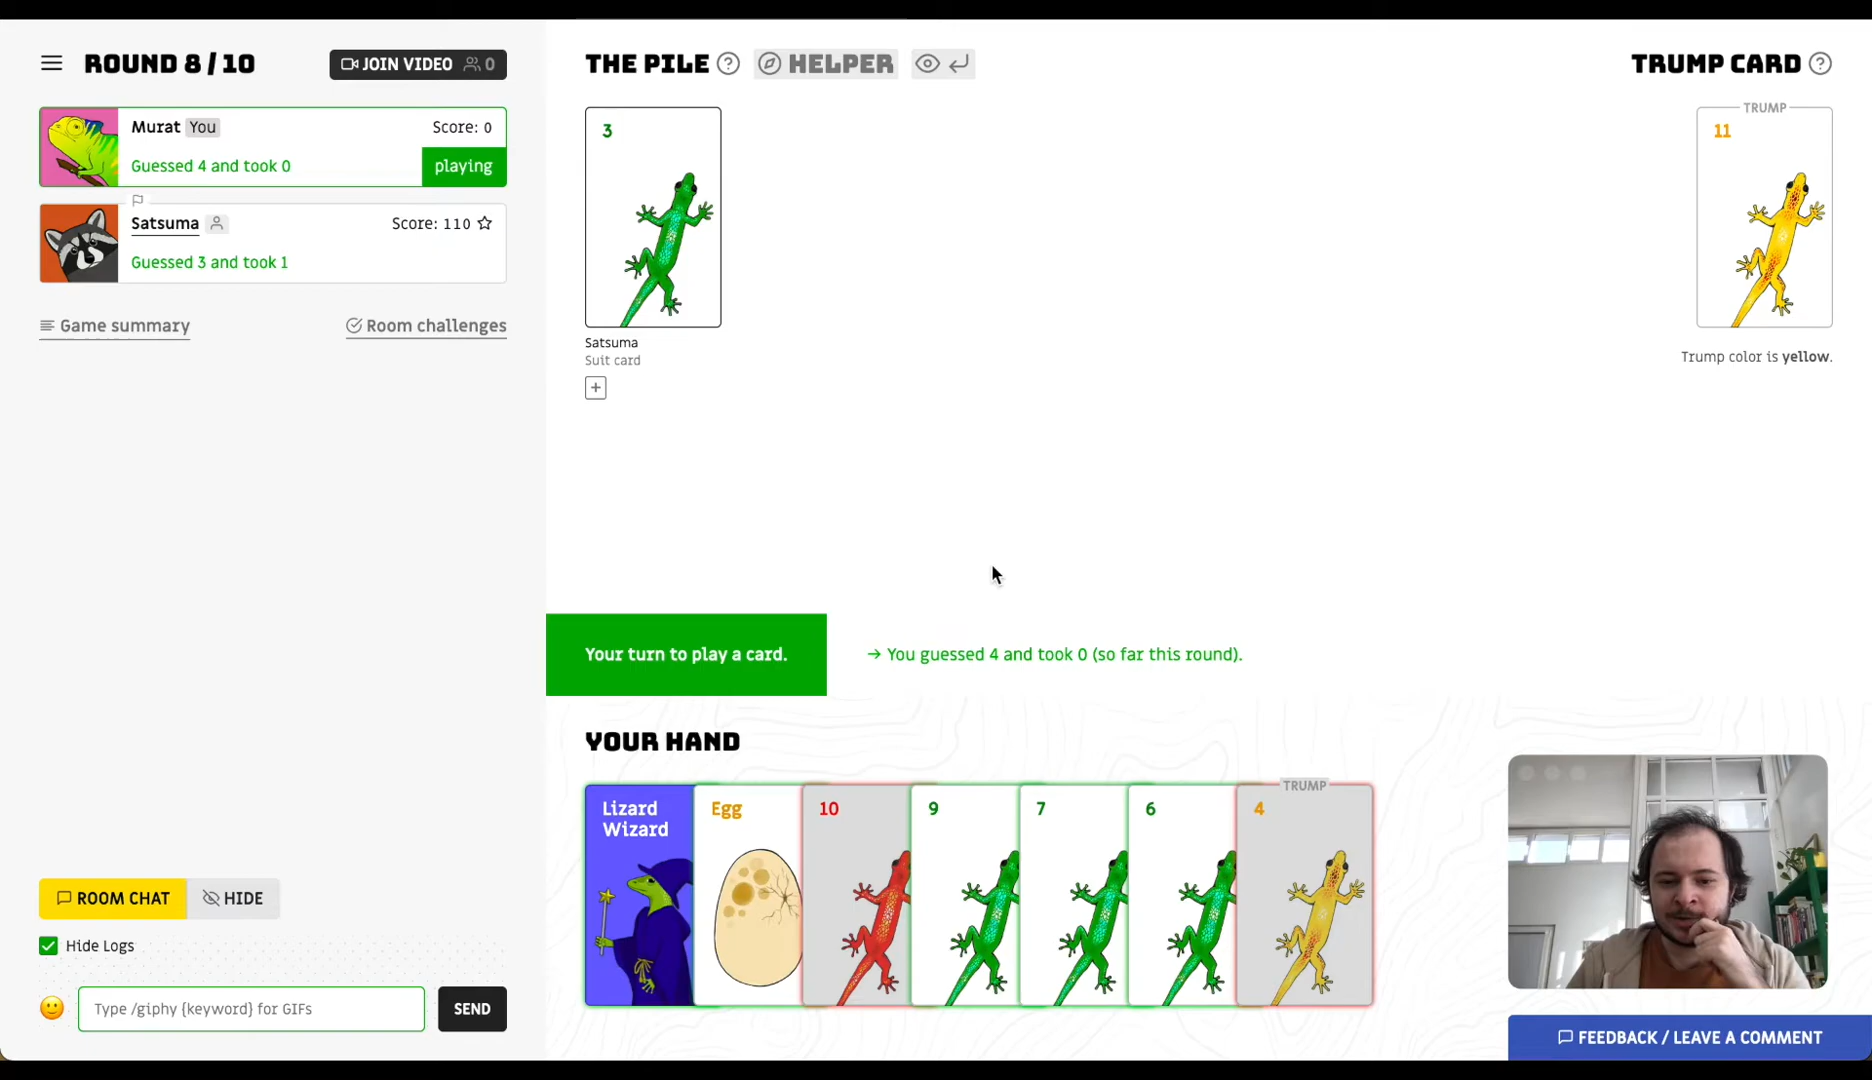 ROUND 8 / 10
JOIN VIDEO 0
Murat You
Score: 0
Guessed 4 and took 0
playing
Satsuma
Score: 110
Guessed 3 and took 1
Game summary
Room challenges
ROOM CHAT
HIDE
Hide Logs
Type /giphy {keyword} for GIFs
SEND
THE PILE
HELPER
3
Satsuma
Suit card
TRUMP CARD
TRUMP
11
Trump color is yellow.
Your turn to play a card.
→ You guessed 4 and took 0 (so far this round).
YOUR HAND
Lizard
Wizard
Egg
10
9
7
6
TRUMP
4
FEEDBACK / LEAVE A COMMENT